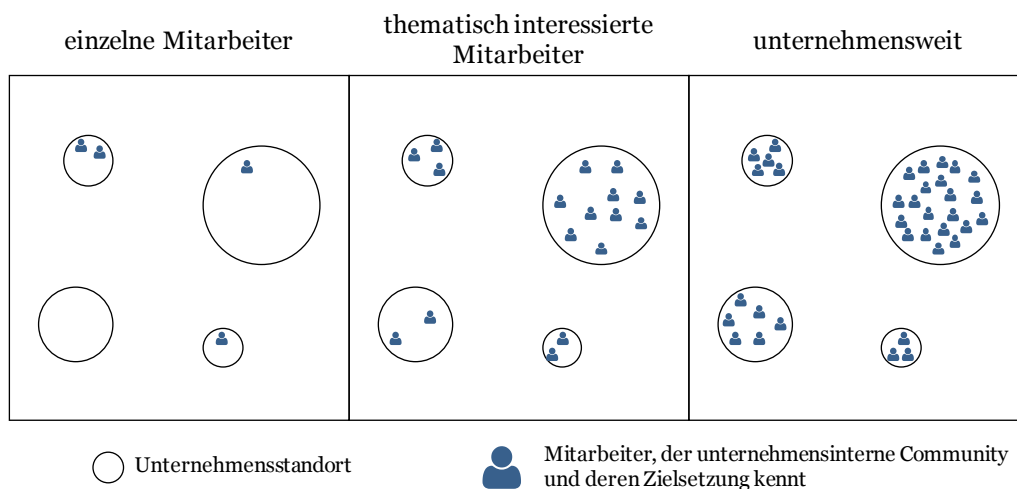 einzelne Mitarbeiter
thematisch interessierte
Mitarbeiter
unternehmensweit
Unternehmensstandort
Mitarbeiter, der unternehmensinterne Community
und deren Zielsetzung kennt